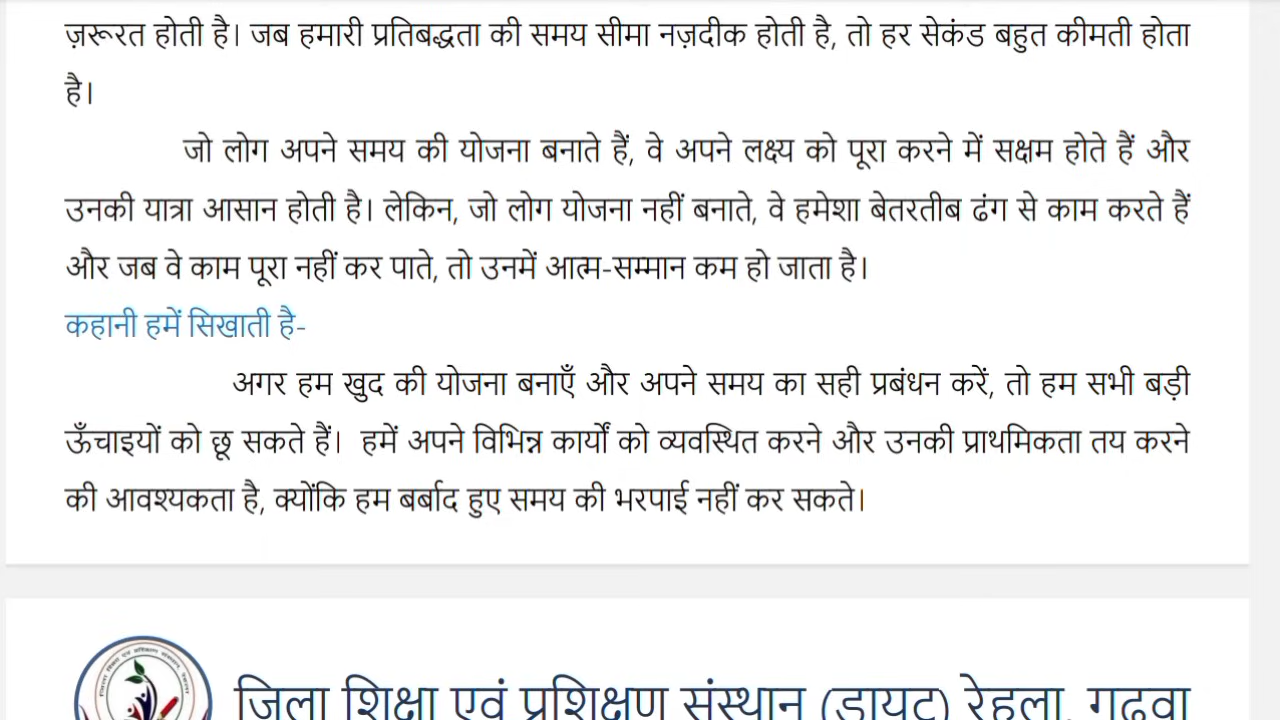 ज़रूरत होती है। जब हमारी प्रतिबद्धता की समय सीमा नज़दीक होती है, तो हर सेकंड बहुत कीमती होता
है।
जो लोग अपने समय की योजना बनाते हैं, वे अपने लक्ष्य को पूरा करने में सक्षम होते हैं और
उनकी यात्रा आसान होती है। लेकिन, जो लोग योजना नहीं बनाते, वे हमेशा बेतरतीब ढंग से काम करते हैं
और जब वे काम पूरा नहीं कर पाते, तो उनमें आत्म-सम्मान कम हो जाता है।
कहानी हमें सिखाती है-
अगर हम खुद की योजना बनाएँ और अपने समय का सही प्रबंधन करें, तो हम सभी बड़ी
ऊँचाइयों को छू सकते हैं। हमें अपने विभिन्न कार्यों को व्यवस्थित करने और उनकी प्राथमिकता तय करने
की आवश्यकता है, क्योंकि हम बर्बाद हुए समय की भरपाई नहीं कर सकते।
जिला शिक्षा एवं प्रशिक्षण संस्थान (डायट) रेहला, गढ़वा